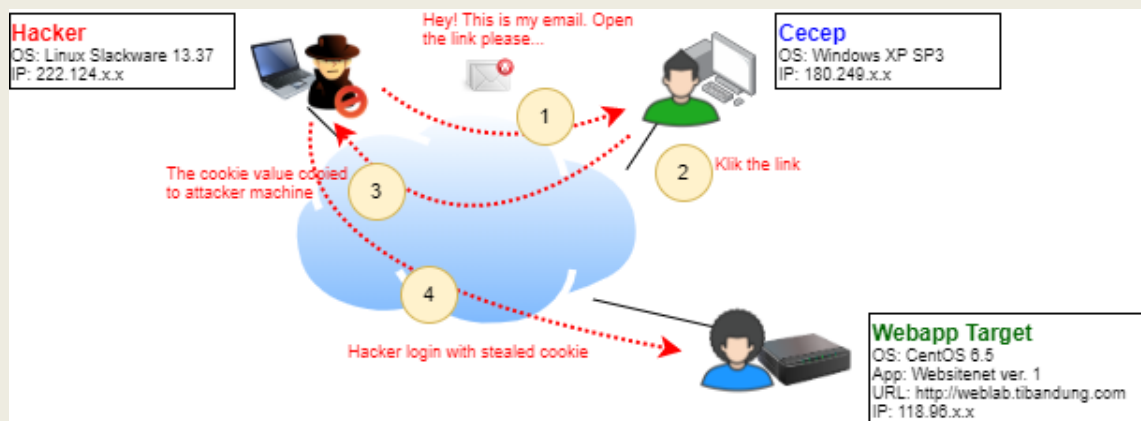 Hacker
OS: Linux Slackware 13.37
IP: 222.124.x.x
Hey! This is my email. Open
the link please...
Cecep
OS: Windows XP SP3
IP: 180.249.x.x
1
2
Klik the link
The cookie value copied
to attacker machine
3
4
Hacker login with stealed cookie
Webapp Target
OS: CentOS 6.5
App: Websitenet ver. 1
URL: http://weblab.tibandung.com
IP: 118.96.x.x